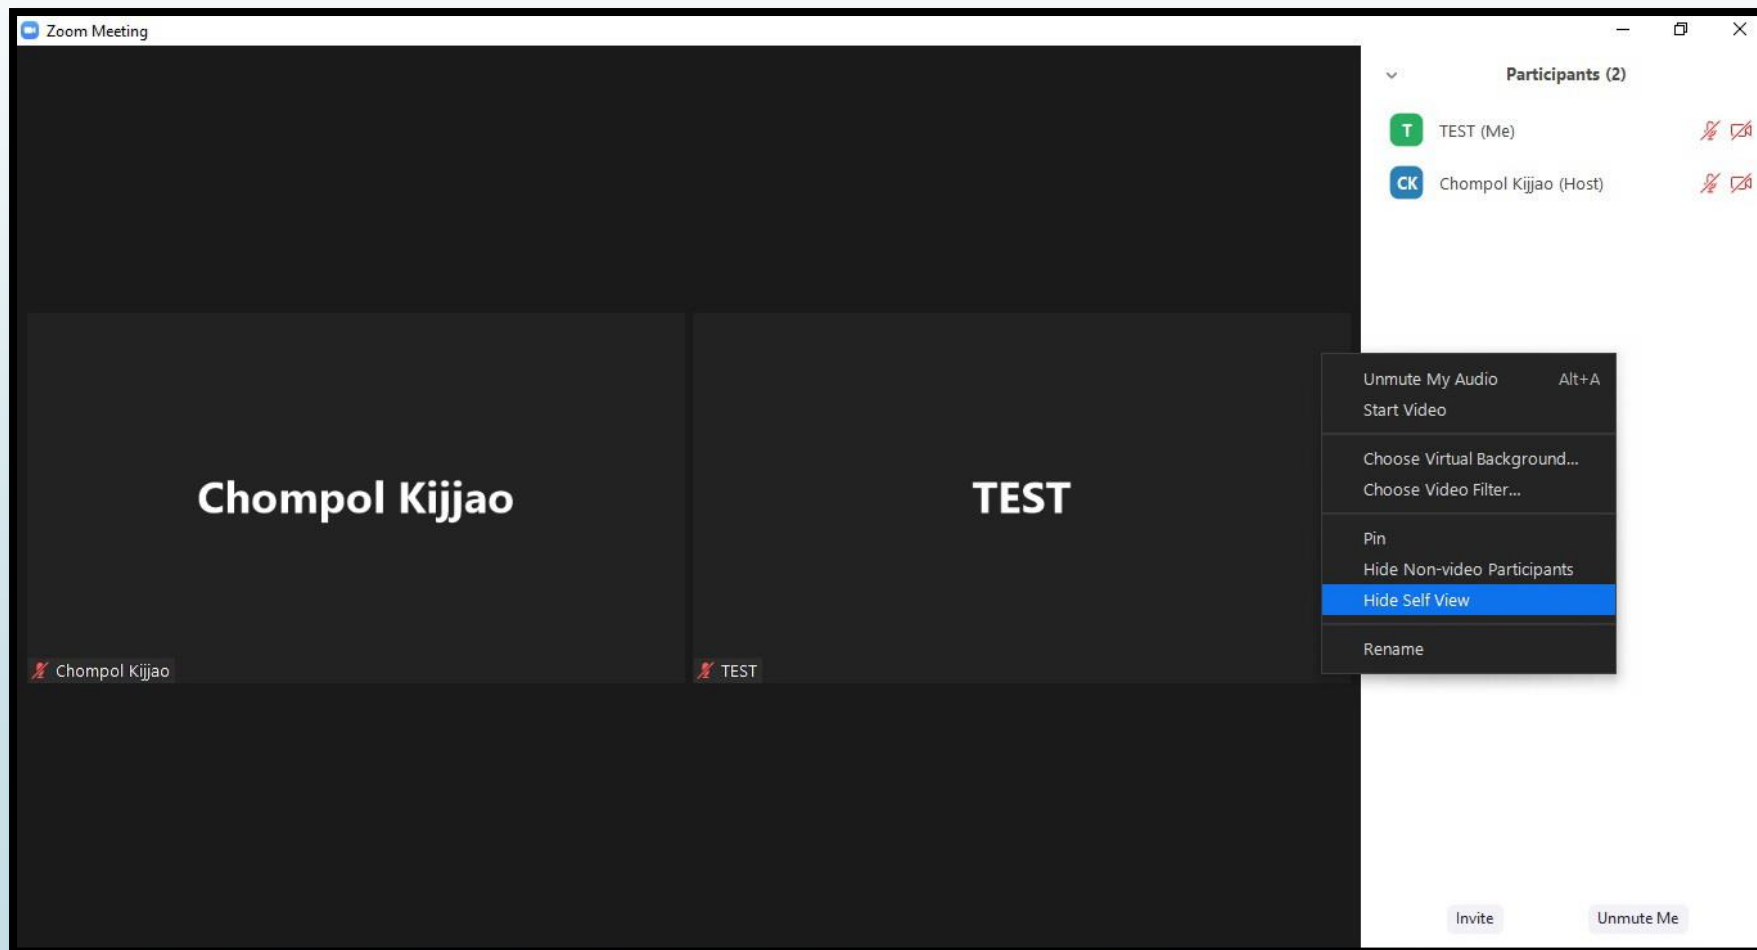 Zoom Meeting
Participants (2)
T TEST (Me)
CK Chompol Kijjao (Host)
Chompol Kijjao
TEST
Chompol Kijjao
TEST
Unmute My Audio Alt+A
Start Video
Choose Virtual Background...
Choose Video Filter...
Pin
Hide Non-video Participants
Hide Self View
Rename
Invite Unmute Me